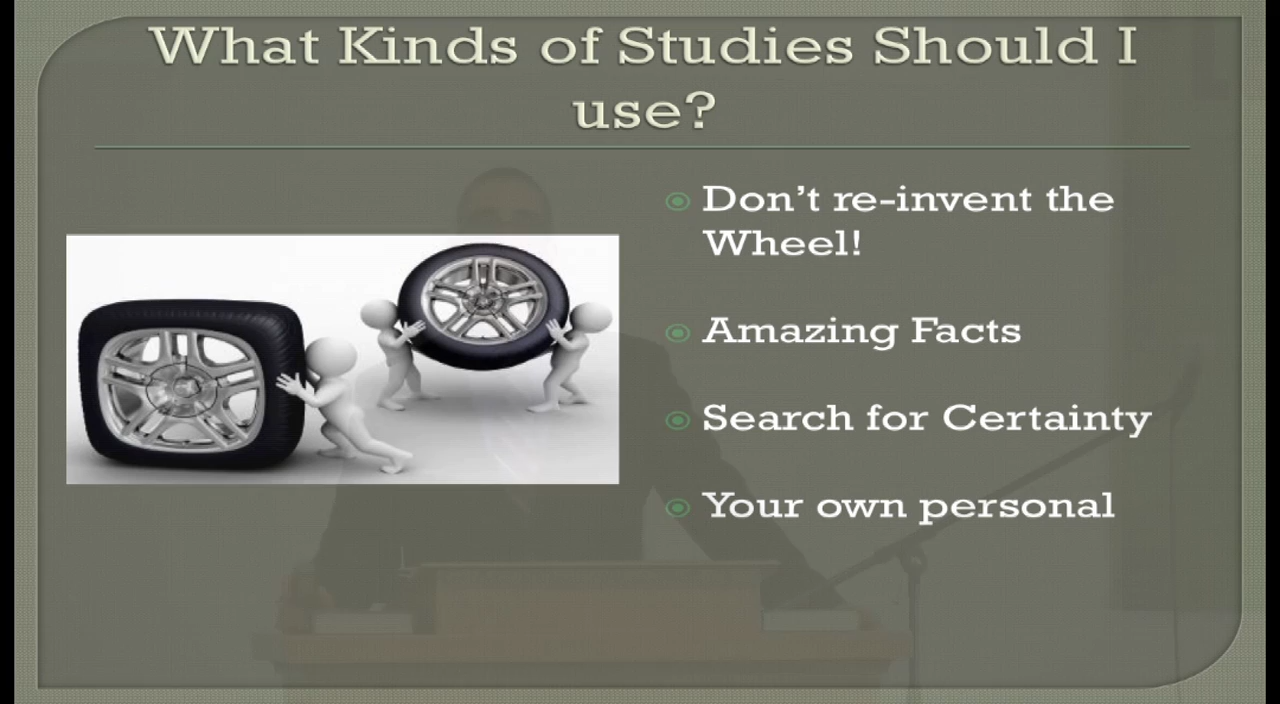 What Kinds of Studies Should I
use?
Don't re-invent the
Wheel!
Amazing Facts
Search for Certainty
Your own personal